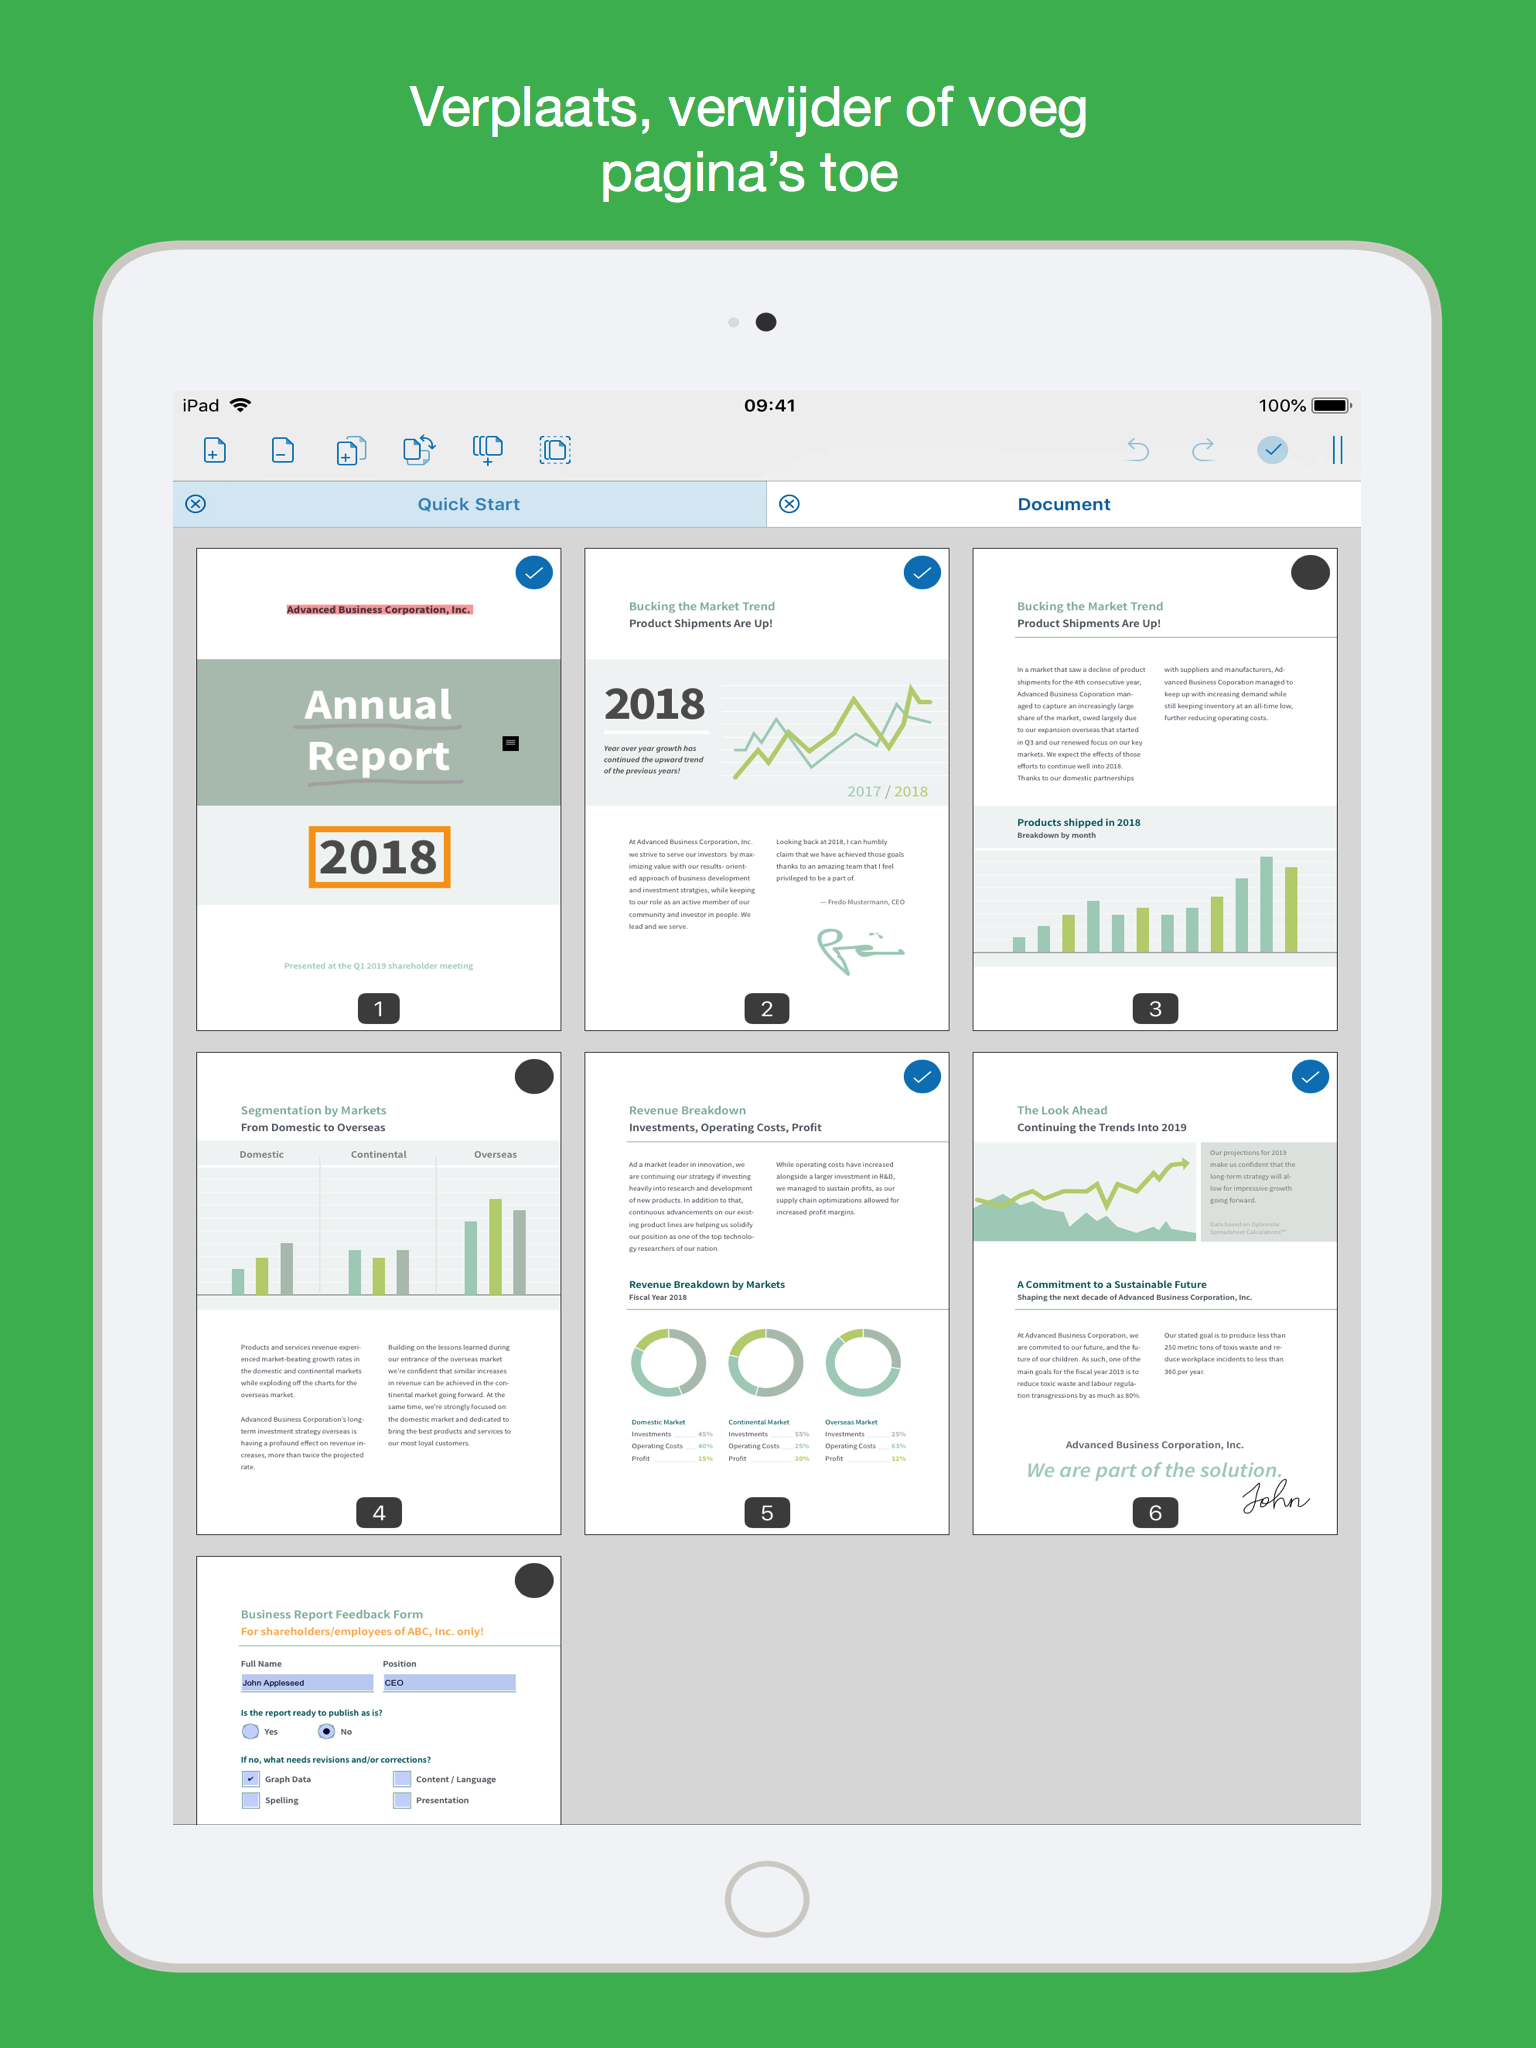 Verplaats, verwijder of voeg
pagina’s toe
iPad
09:41
100%
Quick Start
Document
Advanced Business Corporation, Inc.
Annual
Report
2018
Presented at the Q1 2019 shareholder meeting
1
Bucking the Market Trend
Product Shipments Are Up!
2018
Year over year growth has
continued the upward trend
of the previous years!
2017 / 2018
At Advanced Business Corporation, Inc.
we strive to serve our investors by max-
imizing value with our results- orient-
ed approach of business development
and investment stratgies, while keeping
to our role as an active member of our
community and investor in people. We
lead and we serve.
Looking back at 2018, I can humbly
claim that we have achieved those goals
thanks to an amazing team that I feel
privileged to be a part of.
— Fredo Mustermann, CEO
2
Bucking the Market Trend
Product Shipments Are Up!
In a market that saw a decline of product
shipments for the 4th consecutive year,
Advanced Business Coporation man-
aged to capture an increasingly large
share of the market, owed largely due
to our expansion overseas that started
in Q3 and our renewed focus on our key
markets. We expect the effects of those
efforts to continue well into 2018.
Thanks to our domestic partnerships
with suppliers and manufacturers, Ad-
vanced Business Coporation managed to
keep up with increasing demand while
still keeping inventory at an all-time low,
further reducing operating costs.
Products shipped in 2018
Breakdown by month
3
Segmentation by Markets
From Domestic to Overseas
Domestic
Continental
Overseas
Products and services revenue experi-
enced market-beating growth rates in
the domestic and continental markets
while exploding off the charts for the
overseas market.
Advanced Business Corporation's long-
term investment strategy overseas is
having a profound effect on revenue in-
creases, more than twice the projected
rate.
Building on the lessons learned during
our entrance of the overseas market
we're confident that similar increases
in revenue can be achieved in the con-
tinental market going forward. At the
same time, we're strongly focused on
the domestic market and dedicated to
bring the best products and services to
our most loyal customers.
4
Revenue Breakdown
Investments, Operating Costs, Profit
Ad a market leader in innovation, we
are continuing our strategy if investing
heavily into research and development
of new products. In addition to that,
continuous advancements on our exist-
ing product lines are helping us solidify
our position as one of the top technolo-
gy researchers of our nation.
While operating costs have increased
alongside a larger investment in R&D,
we managed to sustain profits, as our
supply chain optimizations allowed for
increased profit margins.
Revenue Breakdown by Markets
Fiscal Year 2018
Domestic Market
Investments 45%
Operating Costs 40%
Profit 15%
Continental Market
Investments 55%
Operating Costs 25%
Profit 20%
Overseas Market
Investments 25%
Operating Costs 63%
Profit 12%
5
The Look Ahead
Continuing the Trends Into 2019
Our projections for 2019
make us confident that the
long-term strategy will al-
low for impressive growth
going forward.
Data based on Optimistic
Spreadsheet Calculations™
A Commitment to a Sustainable Future
Shaping the next decade of Advanced Business Corporation, Inc.
At Advanced Business Corporation, we
are commited to our future, and the fu-
ture of our children. As such, one of the
main goals for the fiscal year 2019 is to
reduce toxic waste and labour regula-
tion transgressions by as much as 80%.
Our stated goal is to produce less than
250 metric tons of toxis waste and re-
duce workplace incidents to less than
360 per year.
Advanced Business Corporation, Inc.
We are part of the solution.
John
6
Business Report Feedback Form
For shareholders/employees of ABC, Inc. only!
Full Name
Position
John Appleseed
CEO
Is the report ready to publish as is?
Yes
No
If no, what needs revisions and/or corrections?
Graph Data
Content / Language
Spelling
Presentation